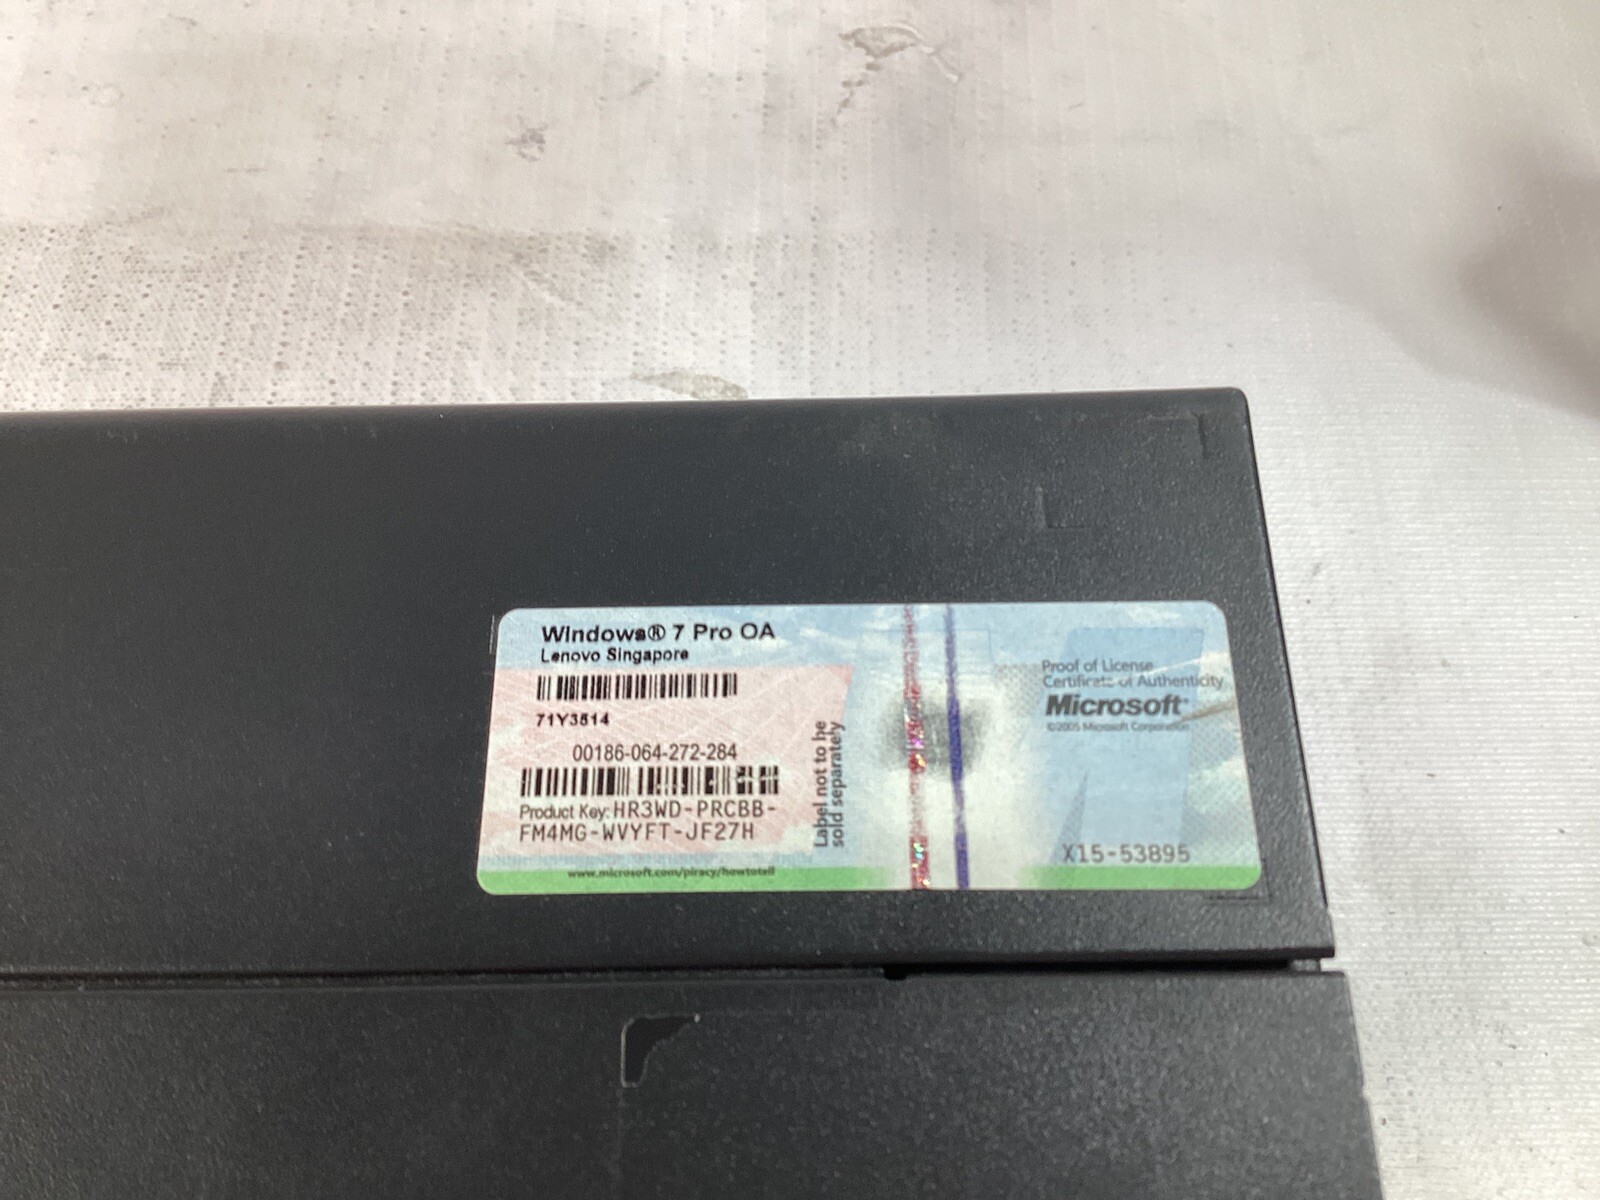 Windows® 7 Pro OA
Lenovo Singapore
71Y3514
00186-064-272-284
Product Key: HR3WD-PRCBB-
FM4MG-WVYFT-JF27H
www.microsoft.com/piracy/howtotell
Label not to be
sold separately
Proof of License
Certificate of Authenticity
Microsoft®
©2005 Microsoft Corporation
X15-53895